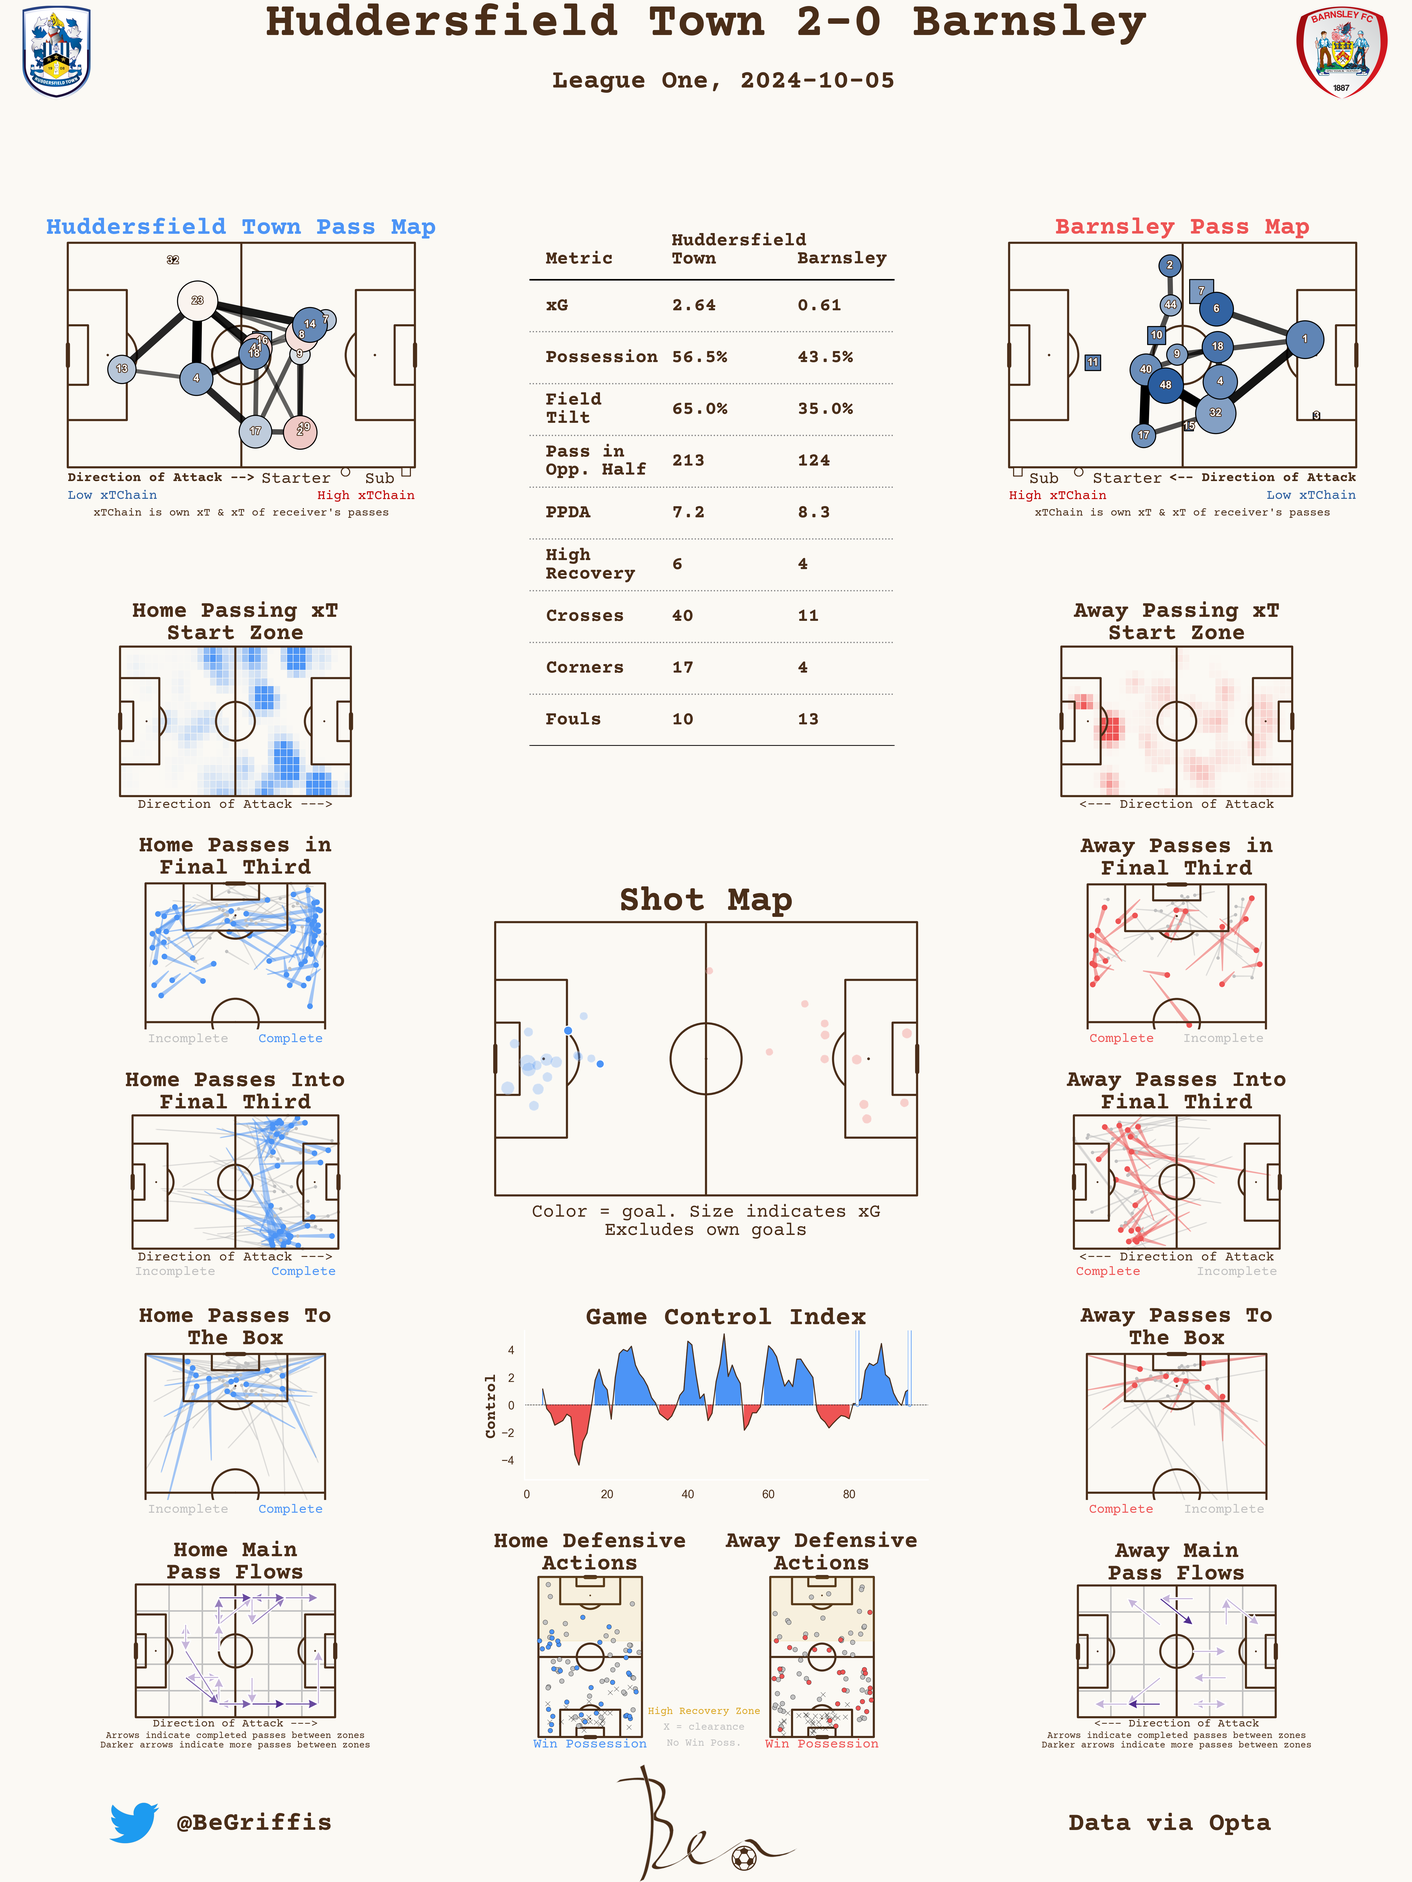 Huddersfield Town 2-0 Barnsley
League One, 2024-10-05
HUDDERSFIELD TOWN
BARNSLEY FC
1887
Huddersfield Town Pass Map
32
23
14
7
8
16
41
18
9
13
4
17
19
2
Direction of Attack --> Starter Sub
Low xTChain High xTChain
xTChain is own xT & xT of receiver's passes
Metric Huddersfield Town Barnsley
xG 2.64 0.61
Possession 56.5% 43.5%
Field Tilt 65.0% 35.0%
Pass in Opp. Half 213 124
PPDA 7.2 8.3
High Recovery 6 4
Crosses 40 11
Corners 17 4
Fouls 10 13
Barnsley Pass Map
2
7
44
6
10
1
18
9
11
40
4
48
32
3
15
17
Sub Starter <-- Direction of Attack
High xTChain Low xTChain
xTChain is own xT & xT of receiver's passes
Home Passing xT
Start Zone
Direction of Attack --->
Away Passing xT
Start Zone
<--- Direction of Attack
Home Passes in
Final Third
Incomplete Complete
Away Passes in
Final Third
Complete Incomplete
Shot Map
Color = goal. Size indicates xG
Excludes own goals
Home Passes Into
Final Third
Direction of Attack --->
Incomplete Complete
Away Passes Into
Final Third
<--- Direction of Attack
Complete Incomplete
Home Passes To
The Box
Incomplete Complete
Game Control Index
Control
4
2
0
−2
−4
0 20 40 60 80
Away Passes To
The Box
Complete Incomplete
Home Main
Pass Flows
Direction of Attack --->
Arrows indicate completed passes between zones
Darker arrows indicate more passes between zones
Home Defensive
Actions
Win Possession
High Recovery Zone
X = clearance
No Win Poss.
Away Defensive
Actions
Win Possession
Away Main
Pass Flows
<--- Direction of Attack
Arrows indicate completed passes between zones
Darker arrows indicate more passes between zones
@BeGriffis
Ben
Data via Opta